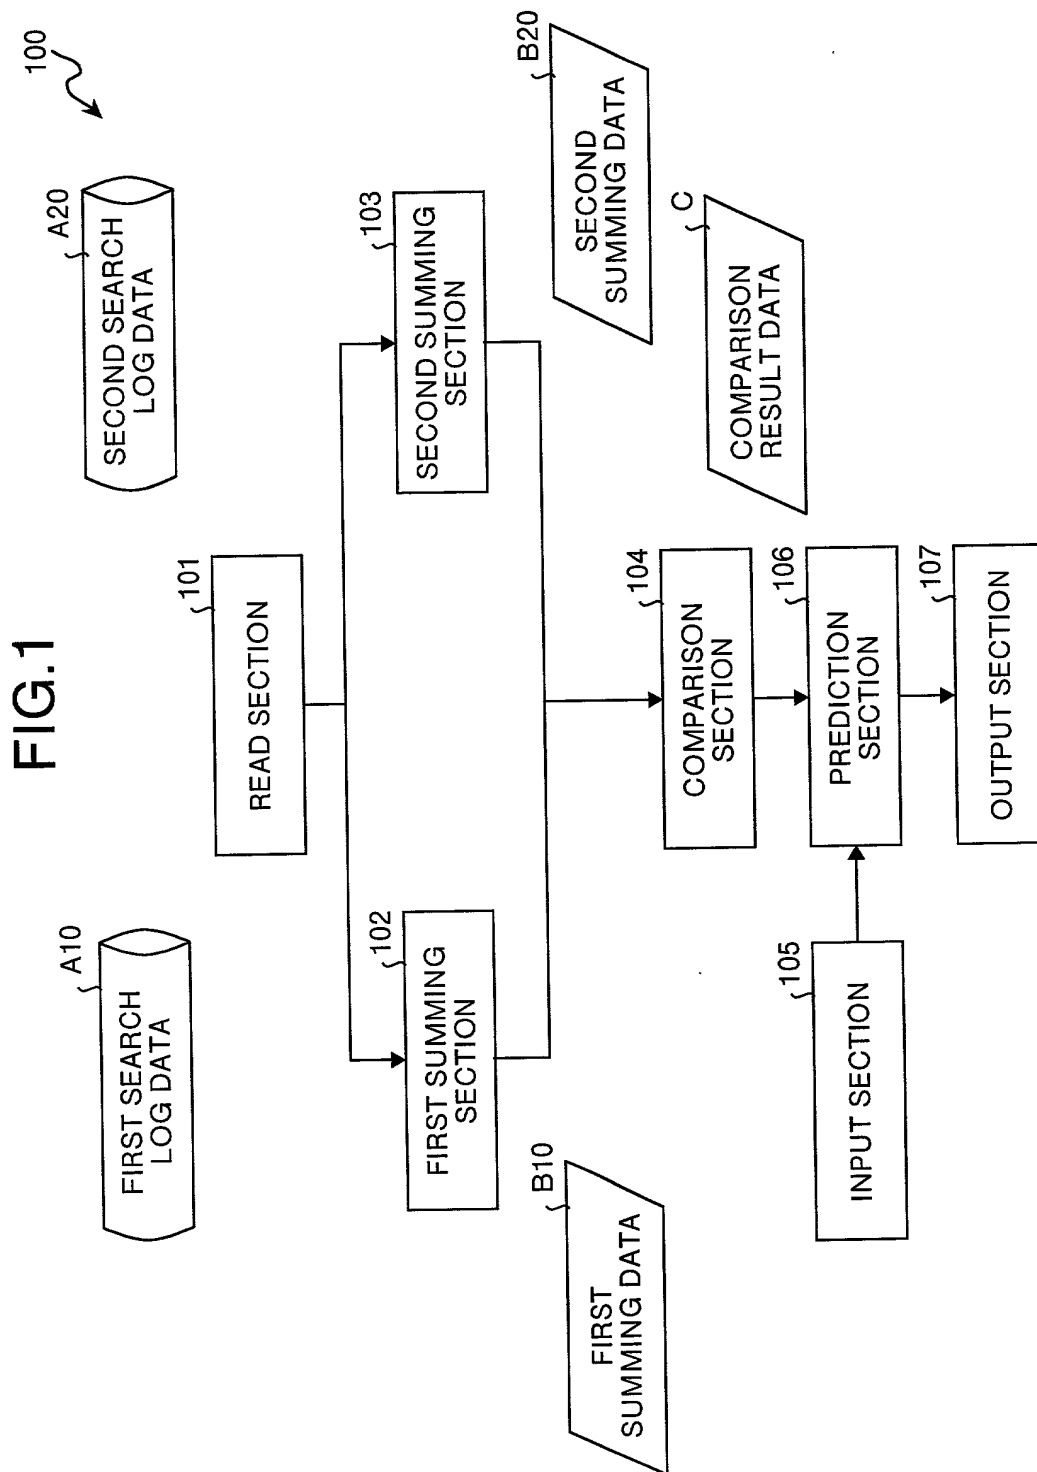 FIG.1
100
A10
FIRST SEARCH
LOG DATA
A20
SECOND SEARCH
LOG DATA
101
READ SECTION
102
FIRST SUMMING
SECTION
103
SECOND SUMMING
SECTION
B10
FIRST
SUMMING DATA
B20
SECOND
SUMMING DATA
104
COMPARISON
SECTION
C
COMPARISON
RESULT DATA
105
INPUT SECTION
106
PREDICTION
SECTION
107
OUTPUT SECTION